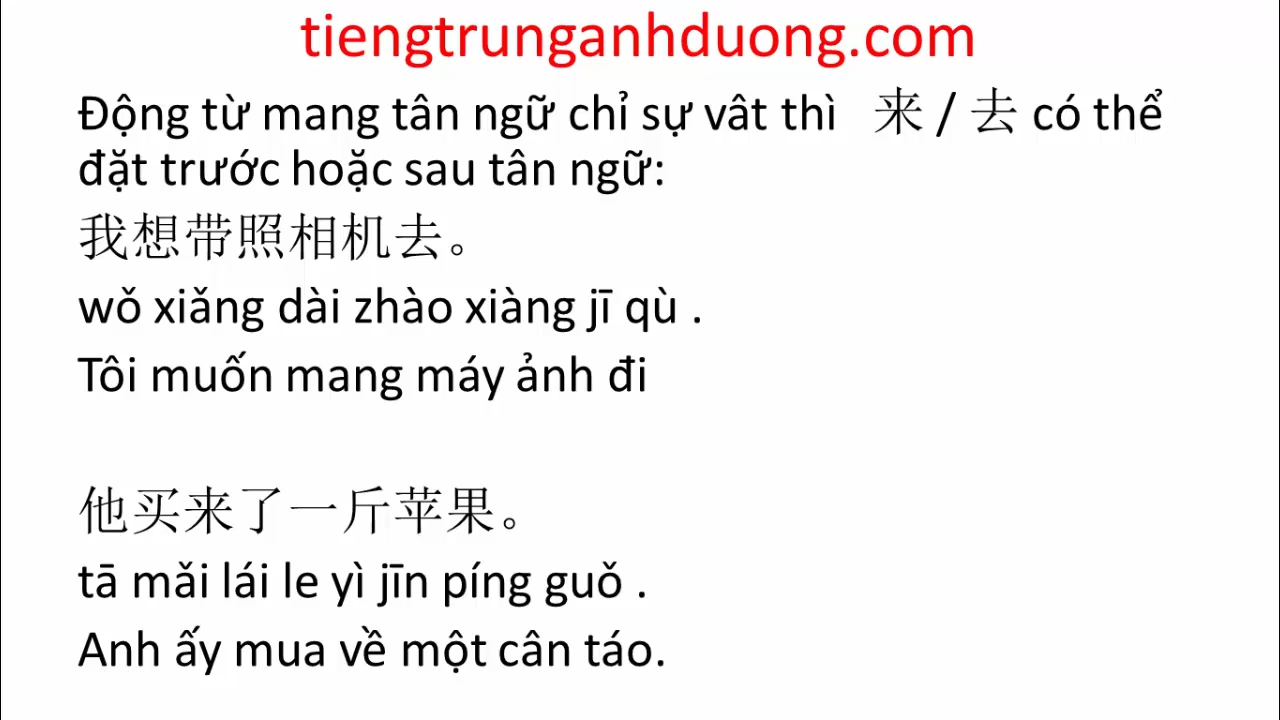 tiengtrunganhduong.com
Động từ mang tân ngữ chỉ sự vât thì 来 / 去 có thể
đặt trước hoặc sau tân ngữ:
我想带照相机去。
wǒ xiǎng dài zhào xiàng jī qù .
Tôi muốn mang máy ảnh đi
他买来了一斤苹果。
tā mǎi lái le yì jīn píng guǒ .
Anh ấy mua về một cân táo.